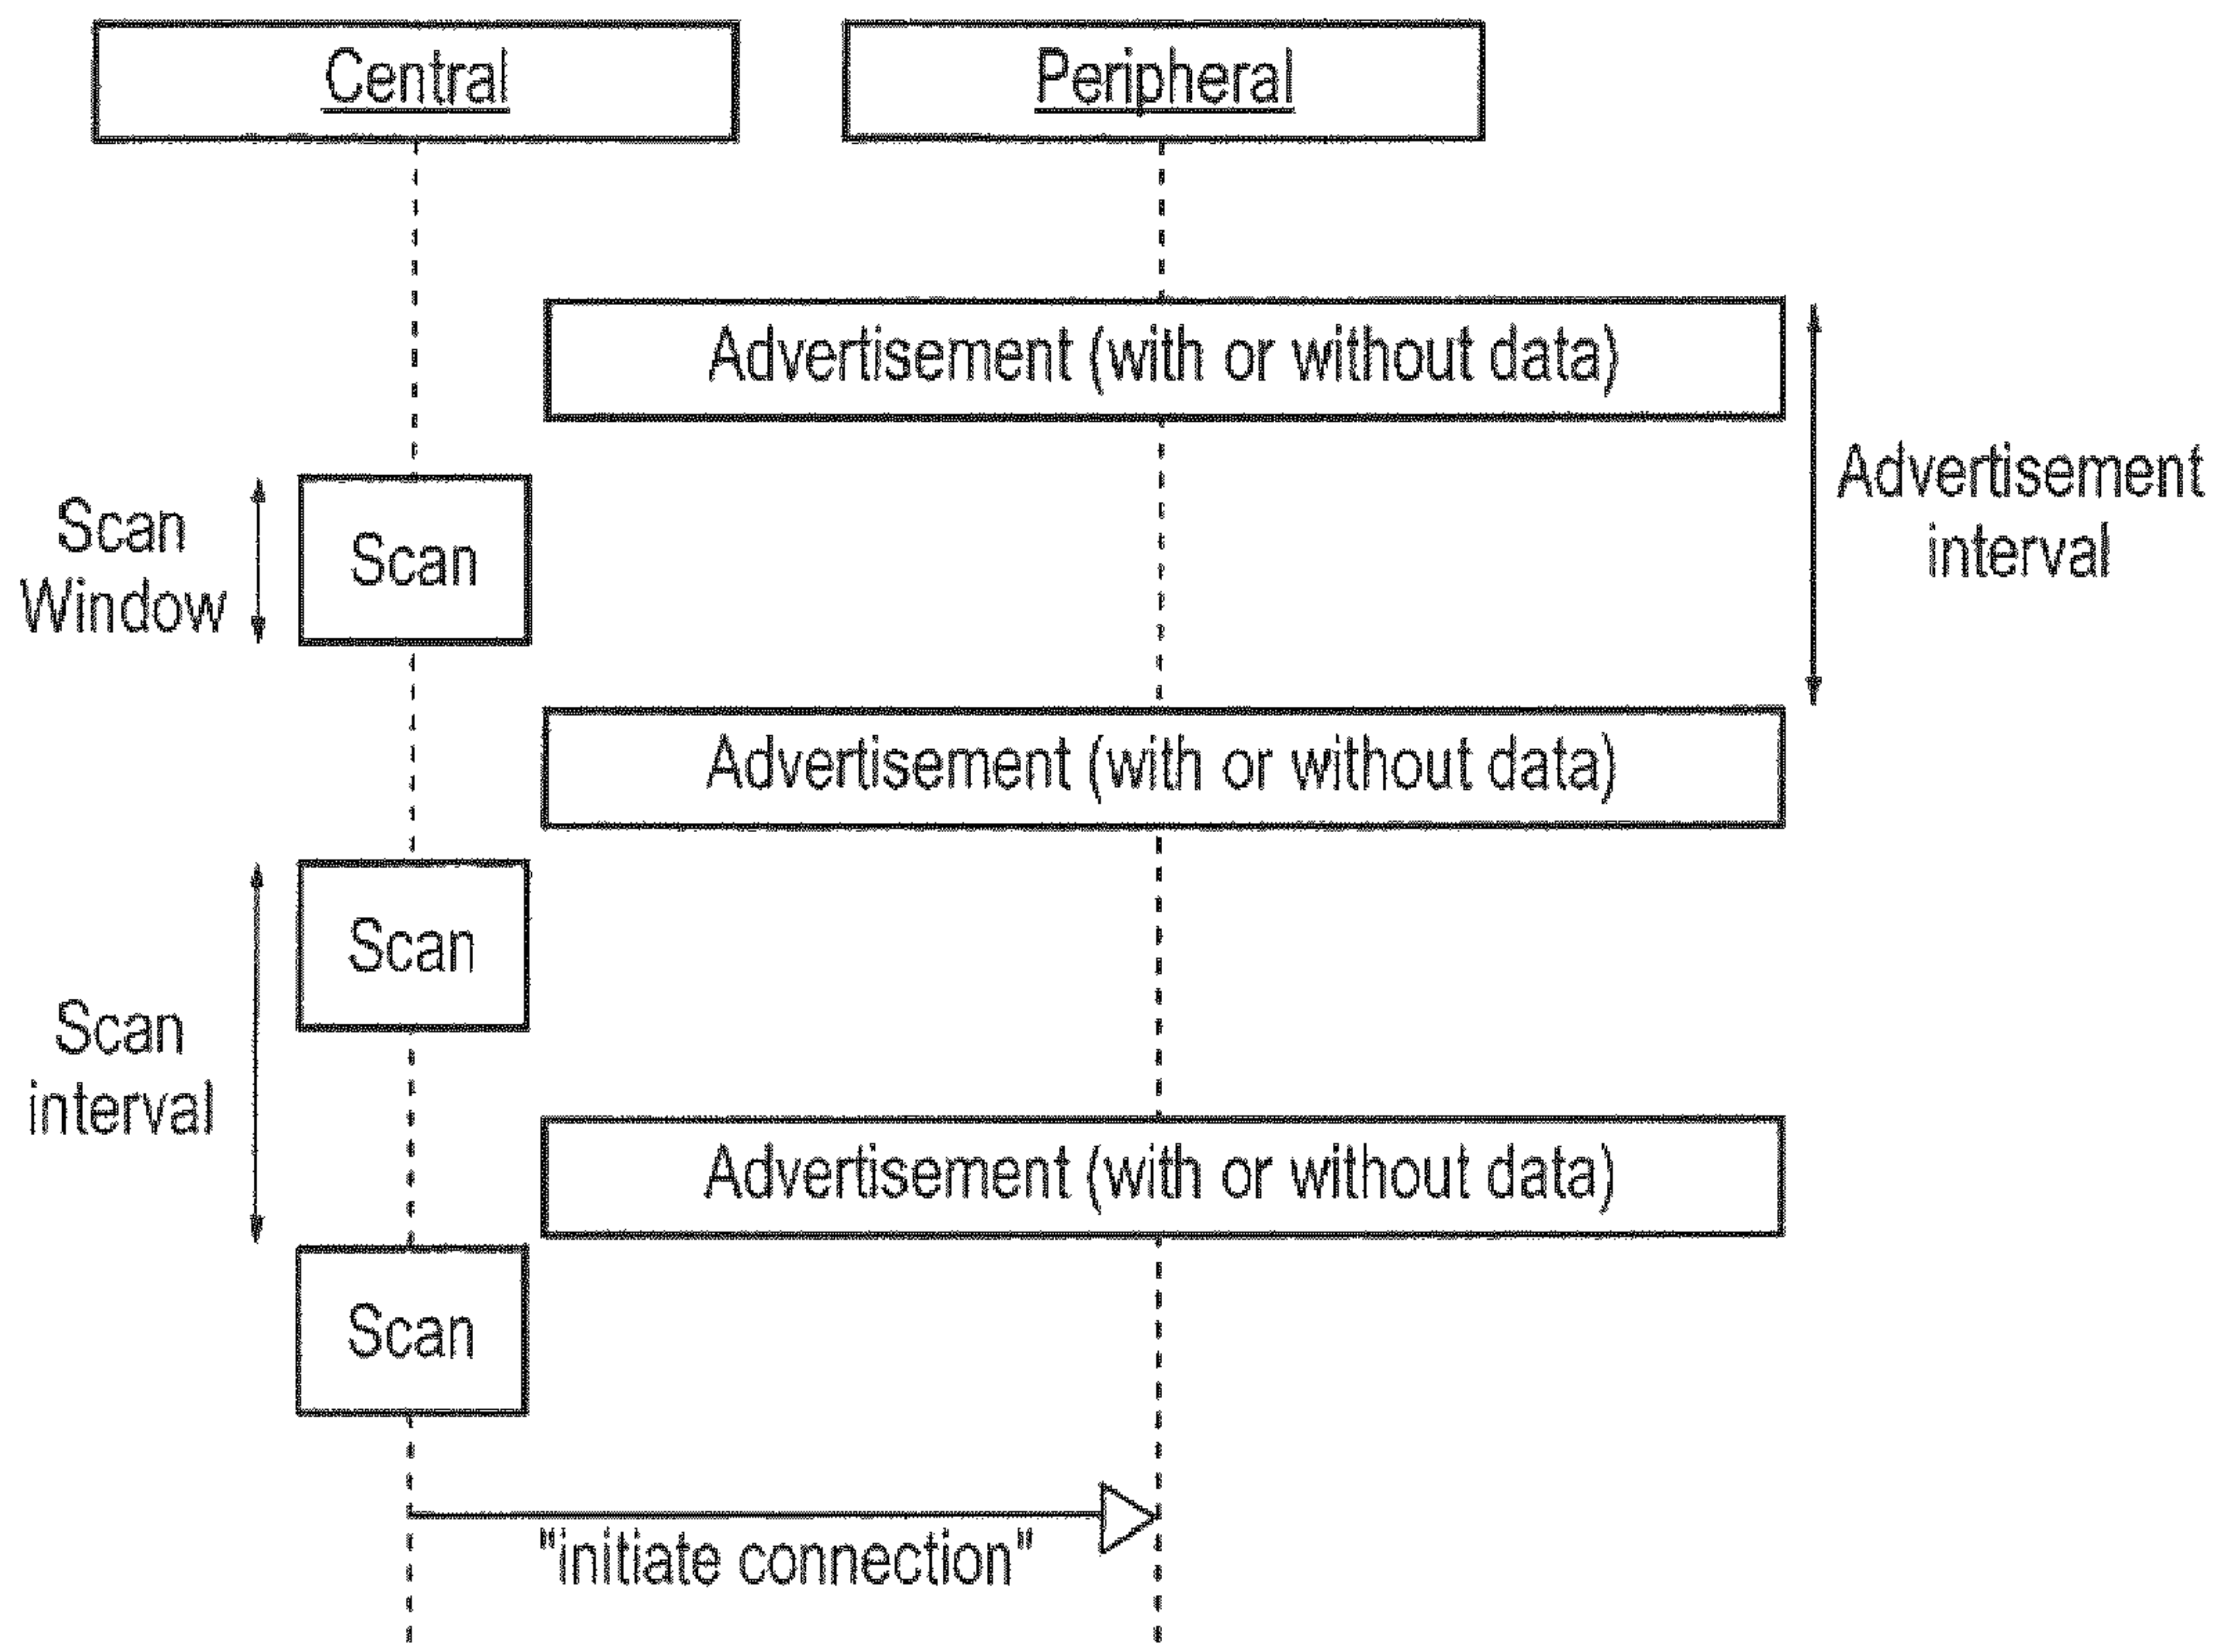 Central
Peripheral
Advertisement (with or without data)
Advertisement
interval
Scan
Window
Scan
Advertisement (with or without data)
Scan
Scan
interval
Advertisement (with or without data)
Scan
"initiate connection"